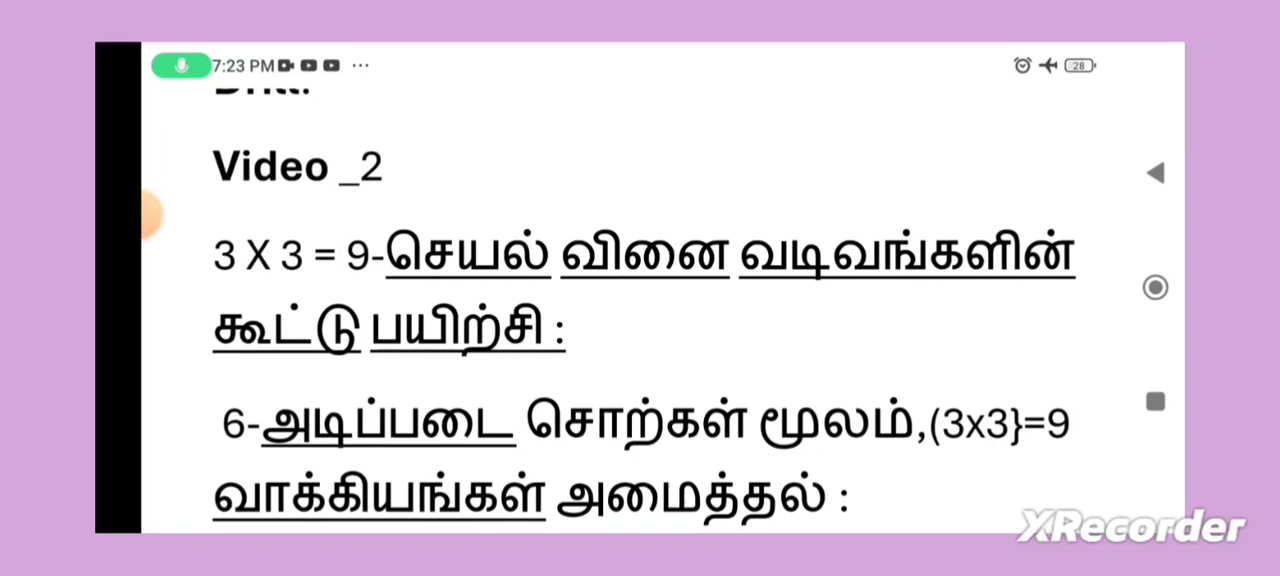 7:23 PM
28
Video _2
3 X 3 = 9-செயல் வினை வடிவங்களின்
கூட்டு பயிற்சி :
6-அடிப்படை சொற்கள் மூலம்,(3x3}=9
வாக்கியங்கள் அமைத்தல் :
XRecorder